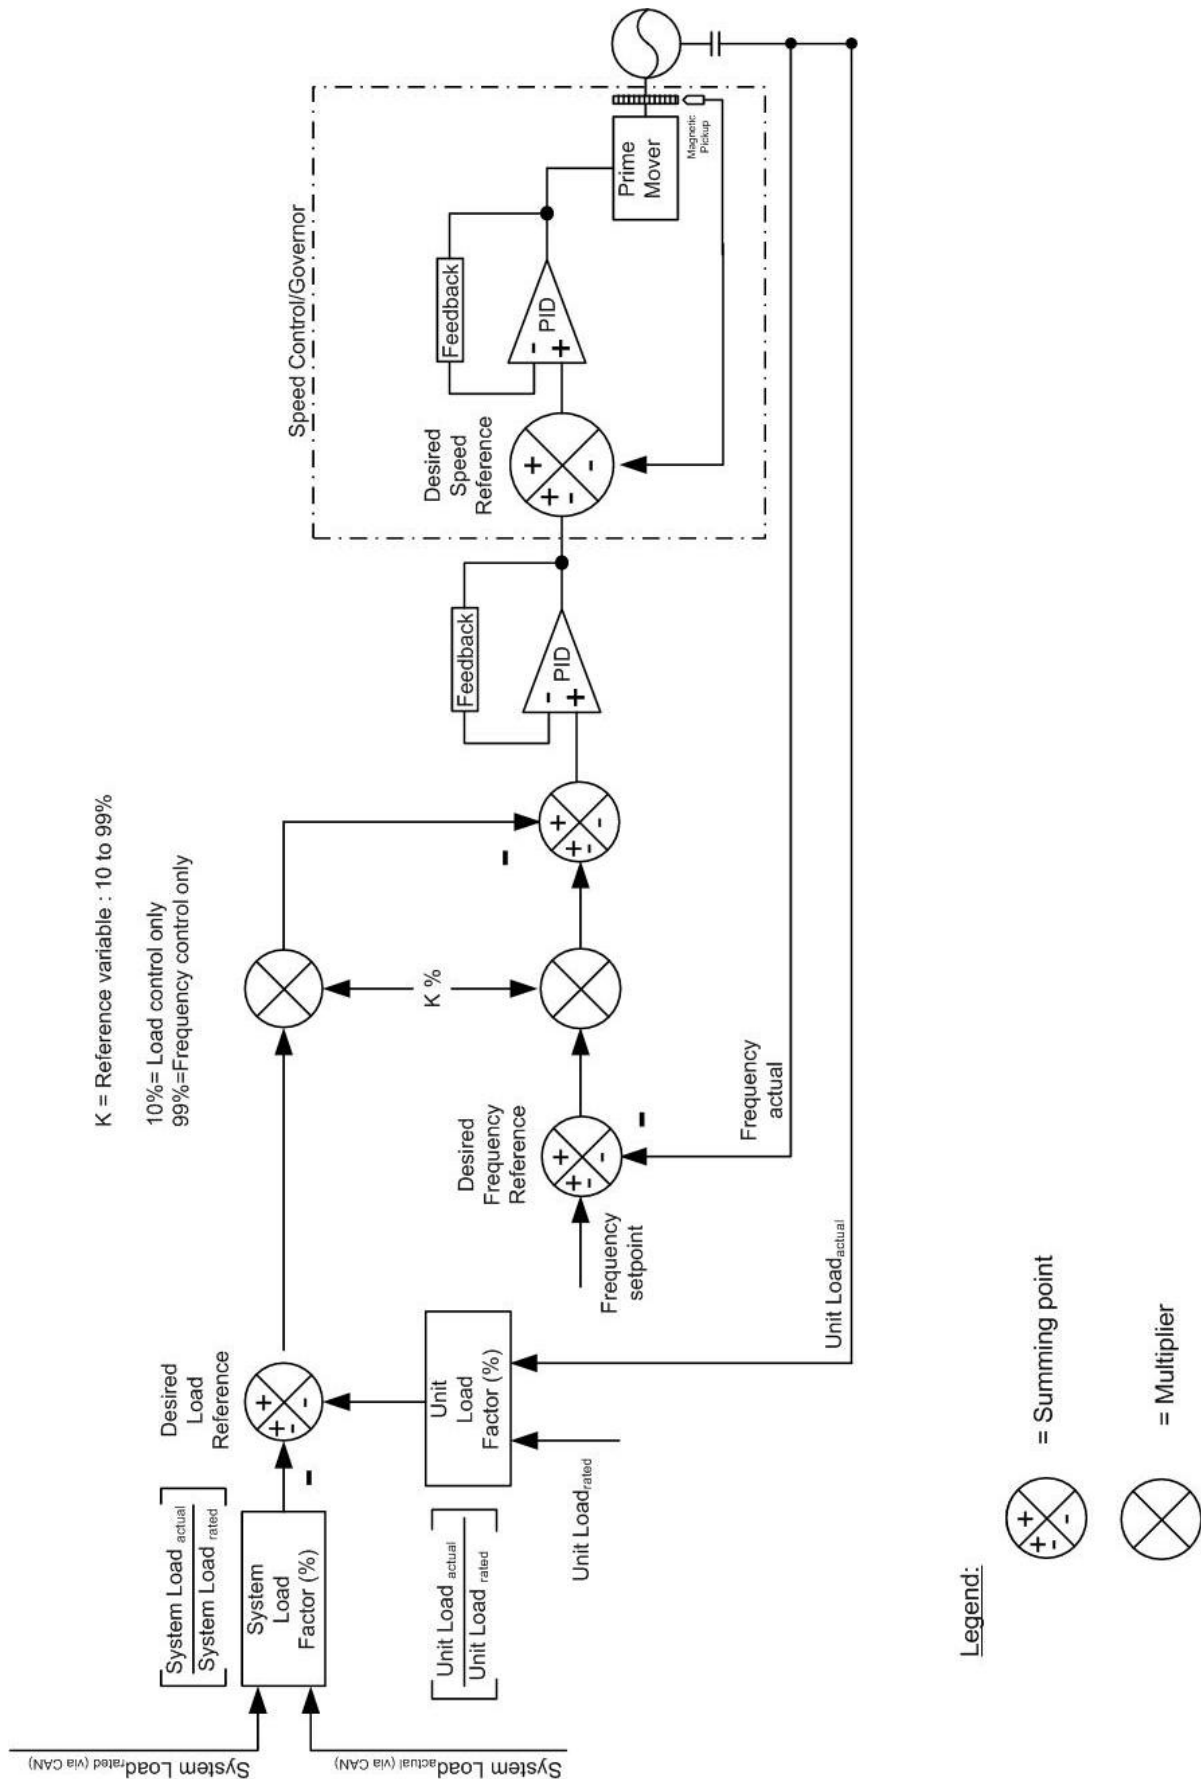 K = Reference variable : 10 to 99%
10%= Load control only
99%=Frequency control only
System Load rated (via CAN)
System Load actual (via CAN)
System Load actual
System Load rated
System
Load
Factor (%)
Desired
Load
Reference
-
+
+
-
-
Unit Load actual
Unit Load rated
Unit
Load
Factor (%)
Unit Load rated
Unit Load actual
Frequency
setpoint
Desired
Frequency
Reference
+
+
-
-
-
Frequency
actual
K %
-
+
+
-
-
Feedback
-
+
PID
Speed Control/Governor
Desired
Speed
Reference
+
+
-
-
Feedback
-
+
PID
Prime
Mover
Magnetic
Pickup
Legend:
+
+
-
-
= Summing point
= Multiplier